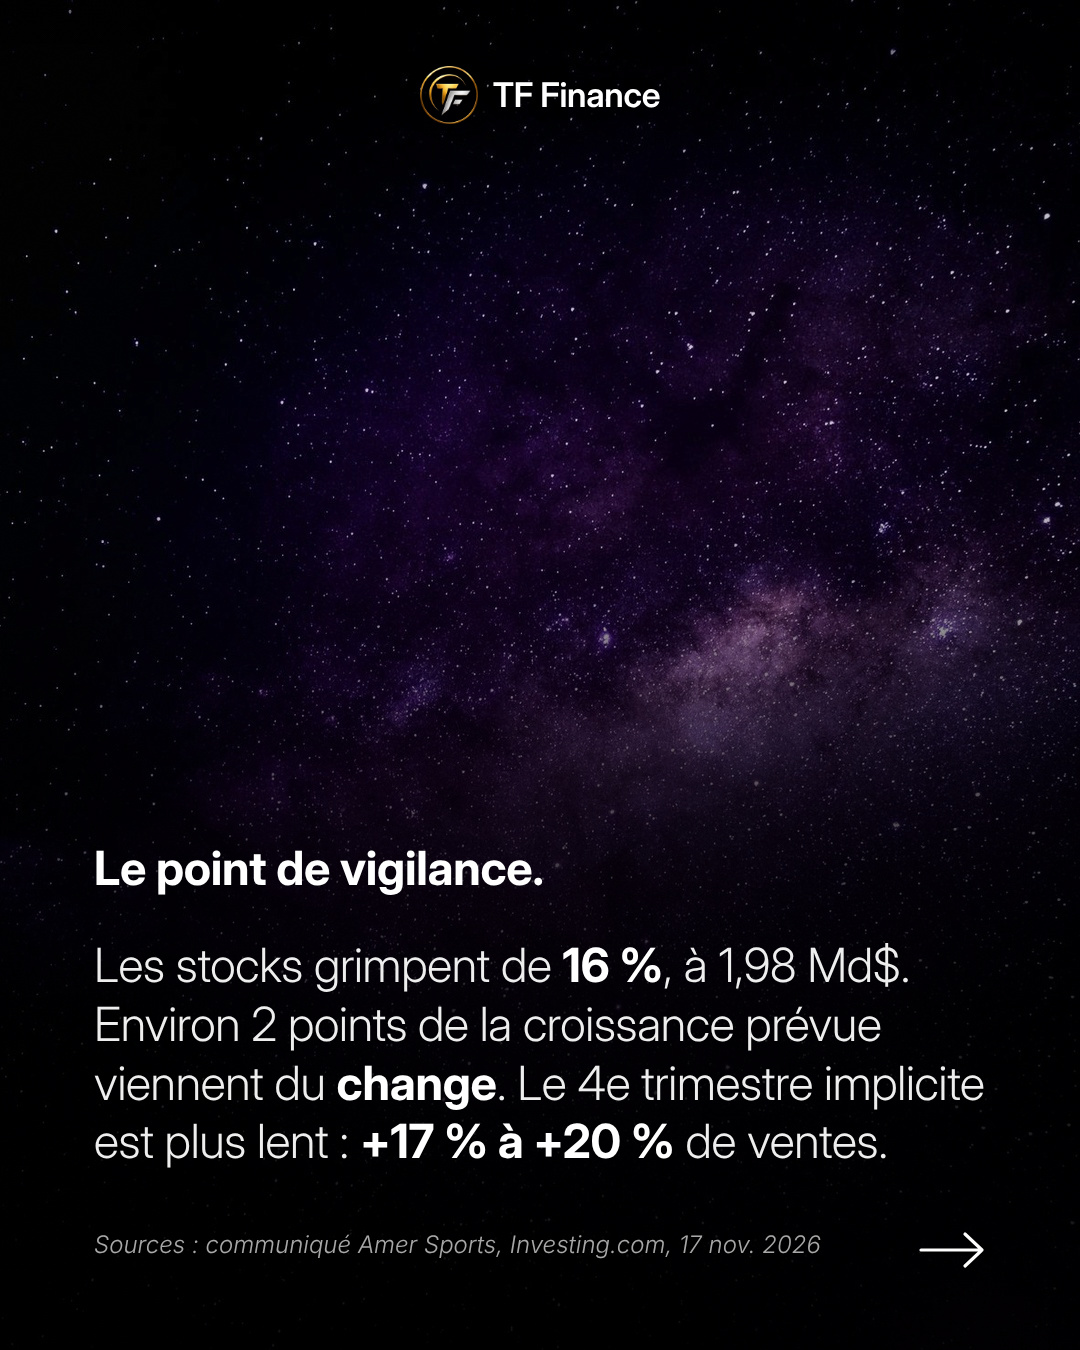 TF Finance
Le point de vigilance.
Les stocks grimpent de 16 %, à 1,98 Md$.
Environ 2 points de la croissance prévue
viennent du change. Le 4e trimestre implicite
est plus lent : +17 % à +20 % de ventes.
Sources : communiqué Amer Sports, Investing.com, 17 nov. 2026